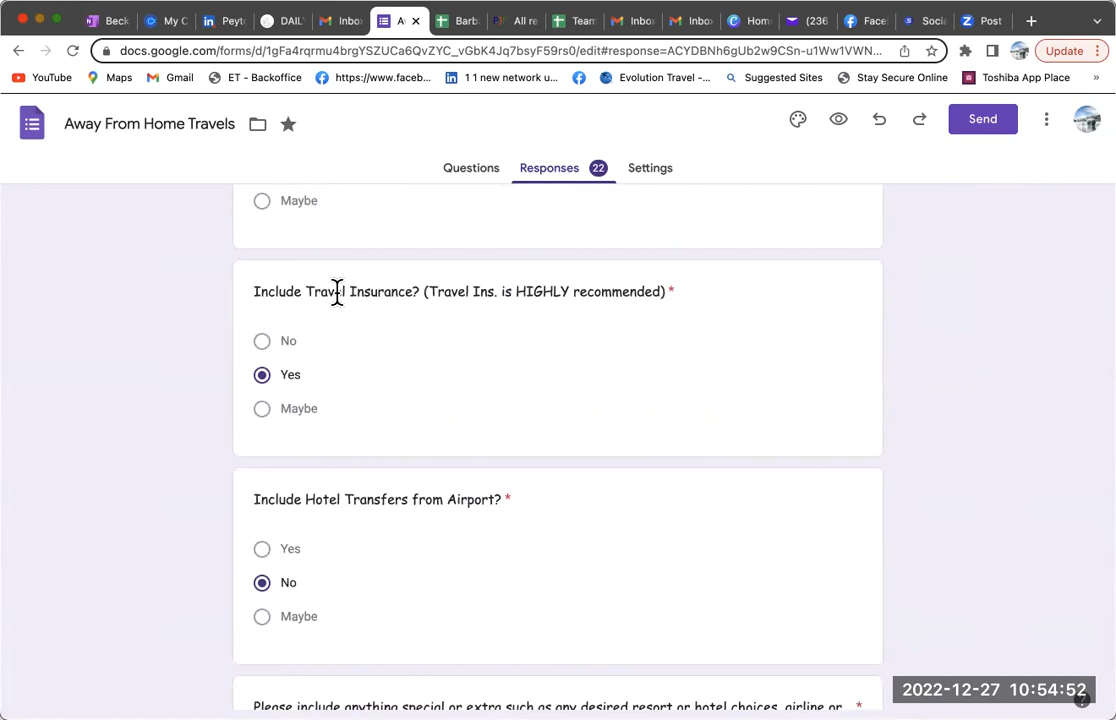 Beck
My C
Peyto
DAIL
Inbo
A
Barb
All re
Team
Inbo
Inbo
Hom
(236
Facel
Socia
Post
docs.google.com/forms/d/1gFa4rqrmu4brgYSZUCa6QvZYC_vGbK4Jq7bsyF59rs0/edit#response=ACYDBNh6gUb2w9CSn-u1Ww1VWN...
Update
YouTube
Maps
Gmail
ET - Backoffice
https://www.faceb...
1 1 new network u...
Evolution Travel -...
Suggested Sites
Stay Secure Online
Toshiba App Place
»
Away From Home Travels
Send
Questions
Responses 22
Settings
Maybe
Include Travel Insurance? (Travel Ins. is HIGHLY recommended) *
No
Yes
Maybe
Include Hotel Transfers from Airport? *
Yes
No
Maybe
Please include anything special or extra such as any desired resort or hotel choices, airline or *
2022-12-27 10:54:52